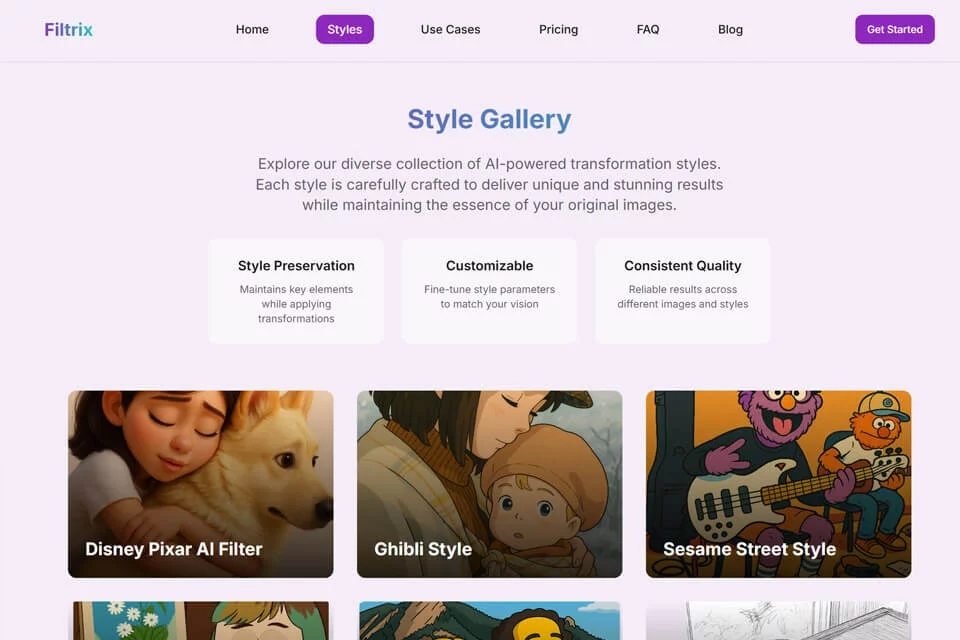 Filtrix
Home
Styles
Use Cases
Pricing
FAQ
Blog
Get Started
Style Gallery
Explore our diverse collection of AI-powered transformation styles.
Each style is carefully crafted to deliver unique and stunning results
while maintaining the essence of your original images.
Style Preservation
Maintains key elements
while applying
transformations
Customizable
Fine-tune style parameters
to match your vision
Consistent Quality
Reliable results across
different images and styles
Disney Pixar AI Filter
Ghibli Style
Sesame Street Style